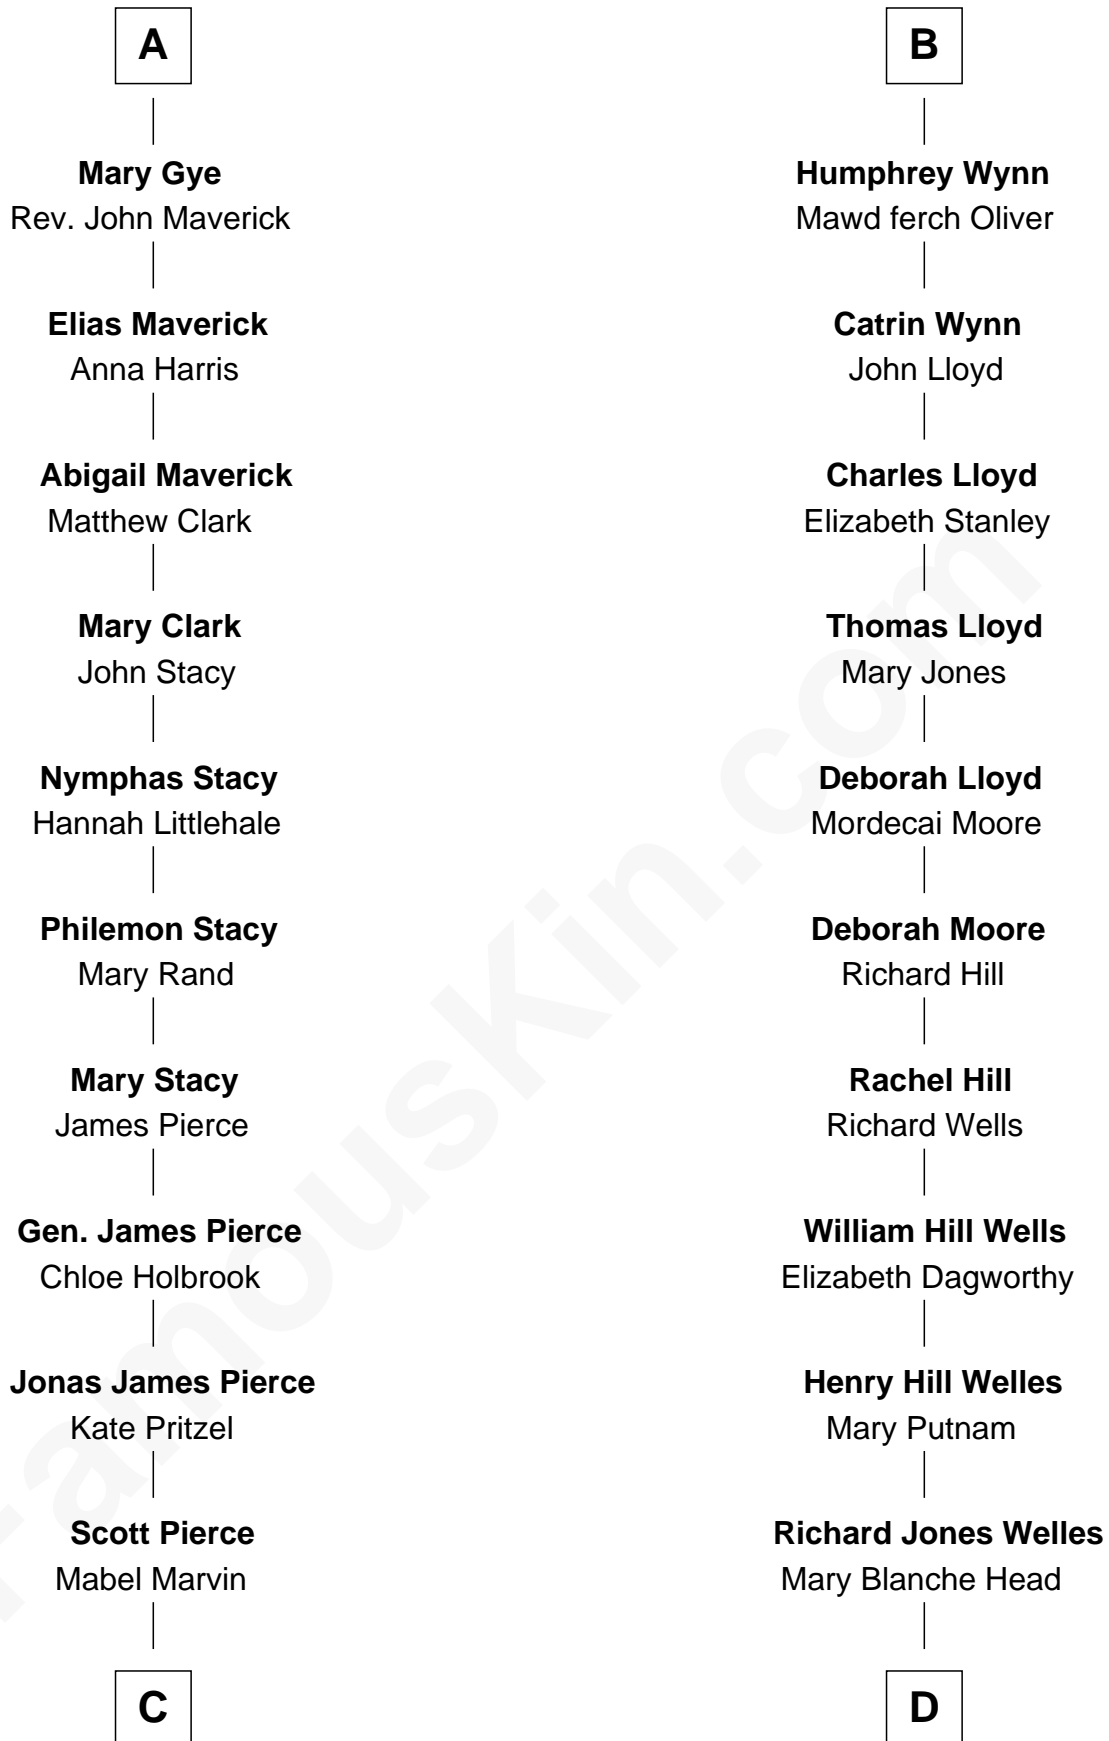 A
Mary Gye
Rev. John Maverick
Elias Maverick
Anna Harris
Abigail Maverick
Matthew Clark
Mary Clark
John Stacy
Nymphas Stacy
Hannah Littlehale
Philemon Stacy
Mary Rand
Mary Stacy
James Pierce
Gen. James Pierce
Chloe Holbrook
Jonas James Pierce
Kate Pritzel
Scott Pierce
Mabel Marvin
C
B
Humphrey Wynn
Mawd ferch Oliver
Catrin Wynn
John Lloyd
Charles Lloyd
Elizabeth Stanley
Thomas Lloyd
Mary Jones
Deborah Lloyd
Mordecai Moore
Deborah Moore
Richard Hill
Rachel Hill
Richard Wells
William Hill Wells
Elizabeth Dagworthy
Henry Hill Welles
Mary Putnam
Richard Jones Welles
Mary Blanche Head
D
FamousKin.com